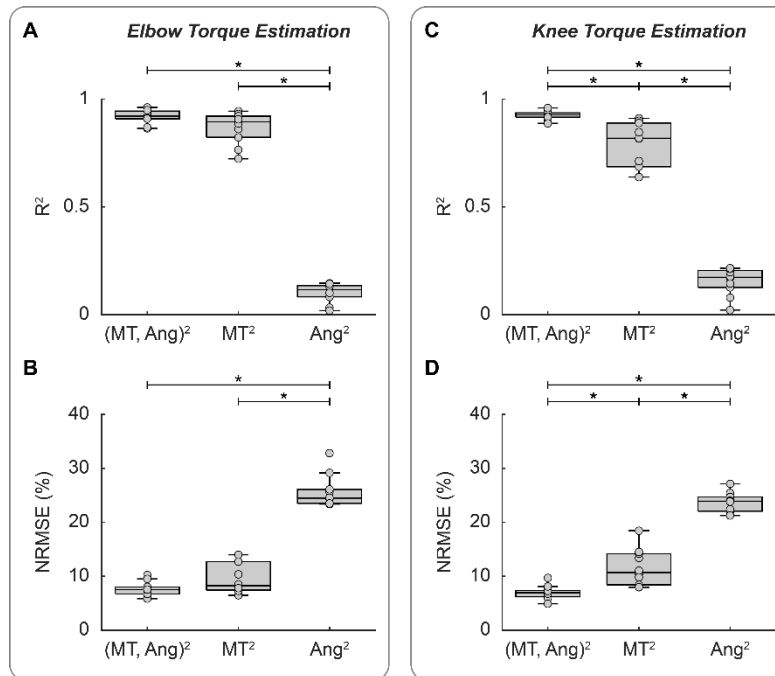 A Elbow Torque Estimation
*
*
1
0.5
0
R²
(MT, Ang)² MT² Ang²
B
*
*
40
30
20
10
0
NRMSE (%)
(MT, Ang)² MT² Ang²
C Knee Torque Estimation
*
* *
1
0.5
0
R²
(MT, Ang)² MT² Ang²
D
*
* *
40
30
20
10
0
NRMSE (%)
(MT, Ang)² MT² Ang²